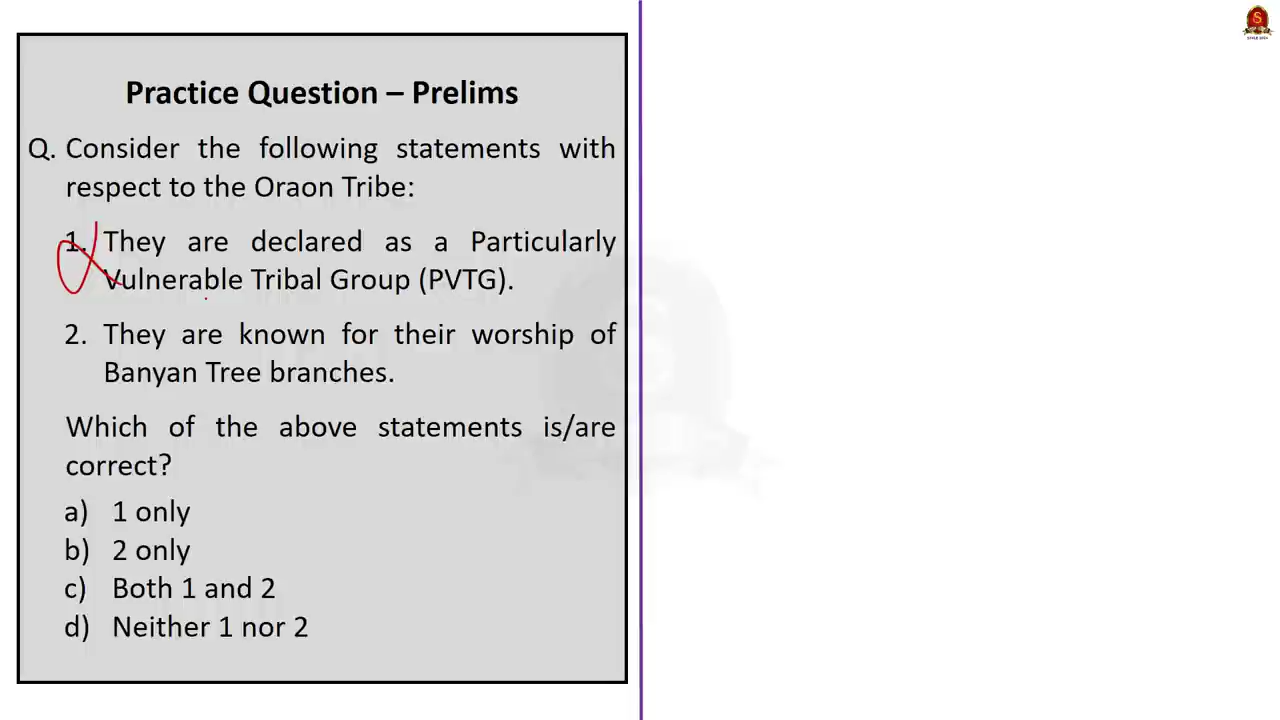 Practice Question – Prelims
Q. Consider the following statements with
respect to the Oraon Tribe:
1. They are declared as a Particularly
Vulnerable Tribal Group (PVTG).
2. They are known for their worship of
Banyan Tree branches.
Which of the above statements is/are
correct?
a) 1 only
b) 2 only
c) Both 1 and 2
d) Neither 1 nor 2